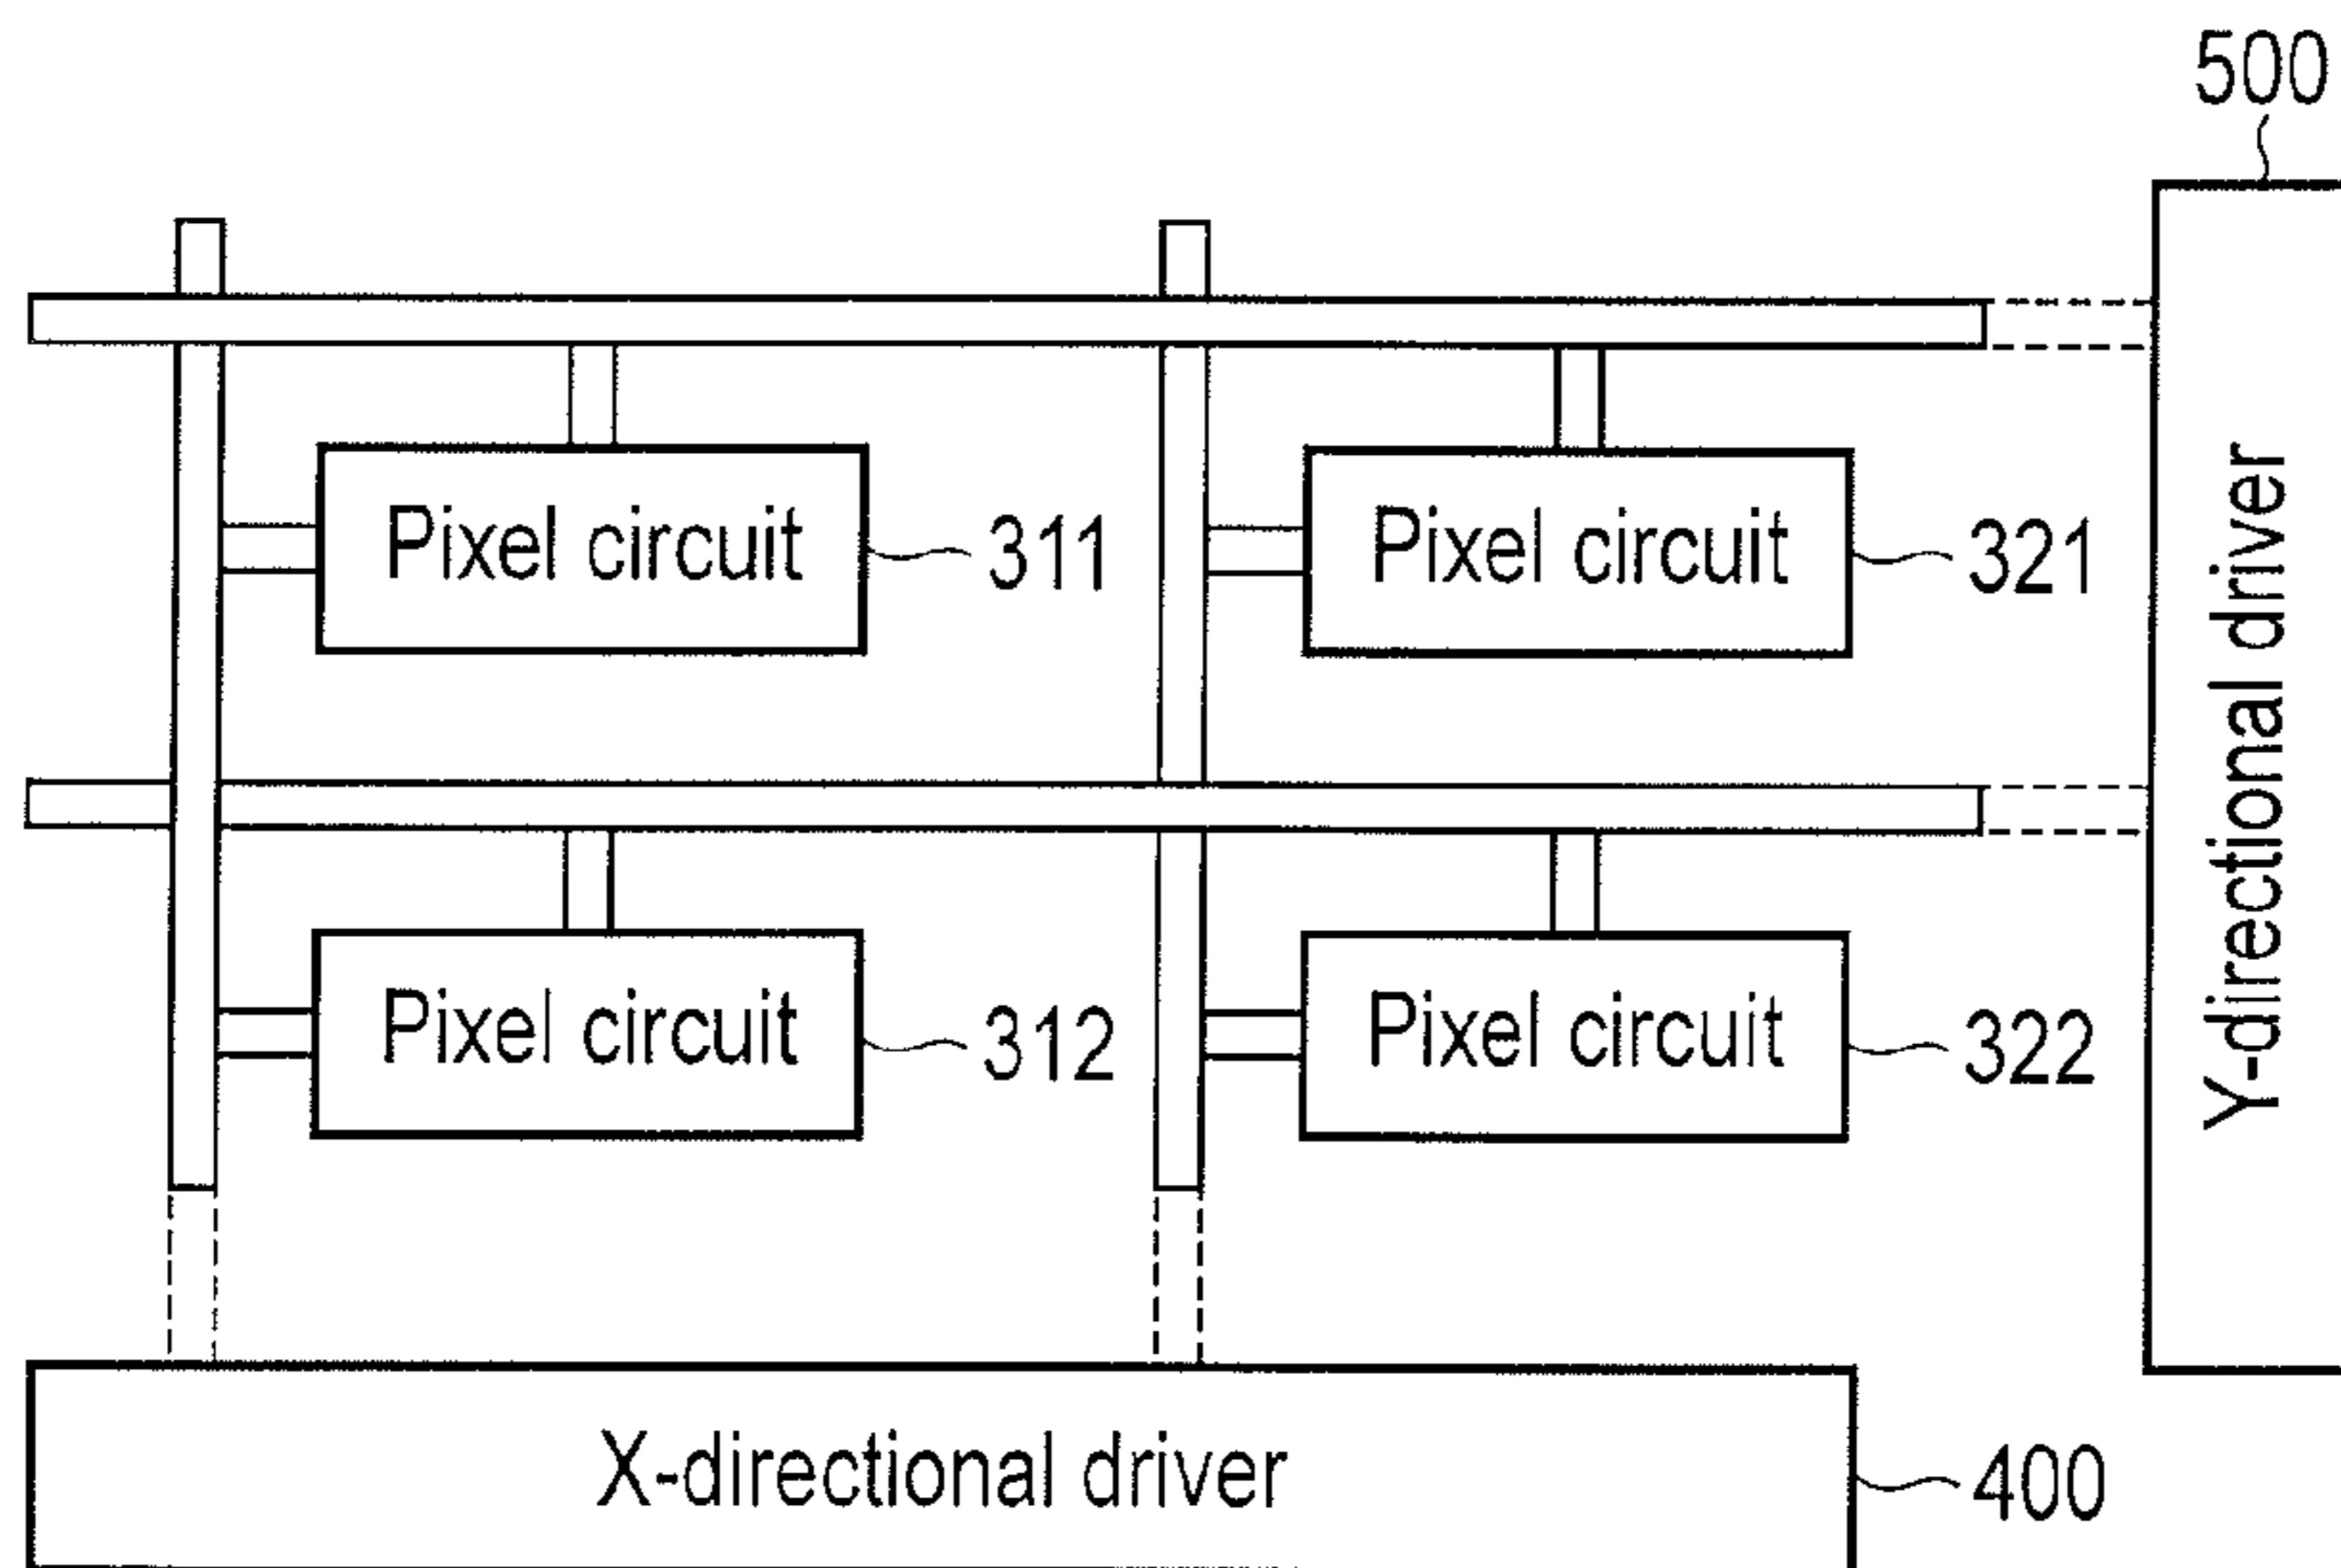 500
Pixel circuit
311
Pixel circuit
321
Y-directional driver
Pixel circuit
312
Pixel circuit
322
X-directional driver
400